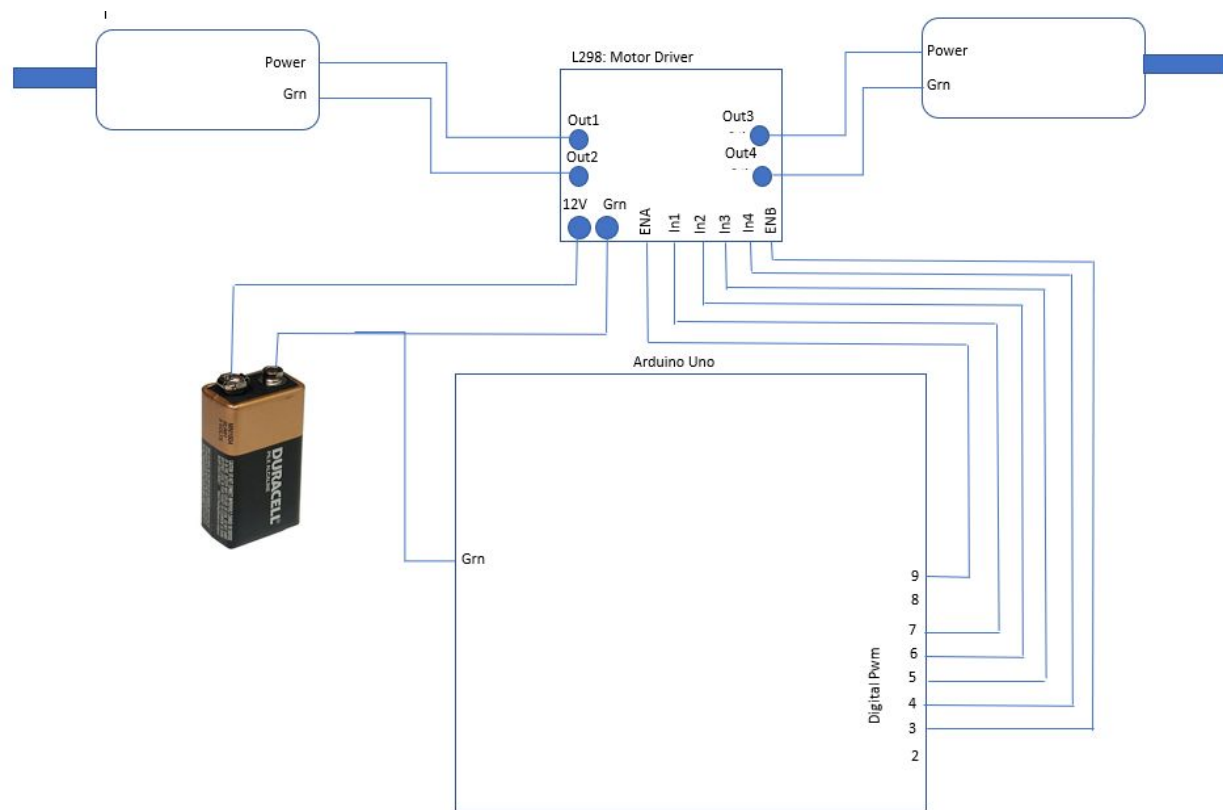 L298: Motor Driver
Power
Grn
Power
Grn
Out1
Out2
Out3
Out4
12V
Grn
ENA
In1
In2
In3
In4
ENB
Arduino Uno
DURACELL
Grn
9
8
7
6
5
4
3
2
Digital Pwm